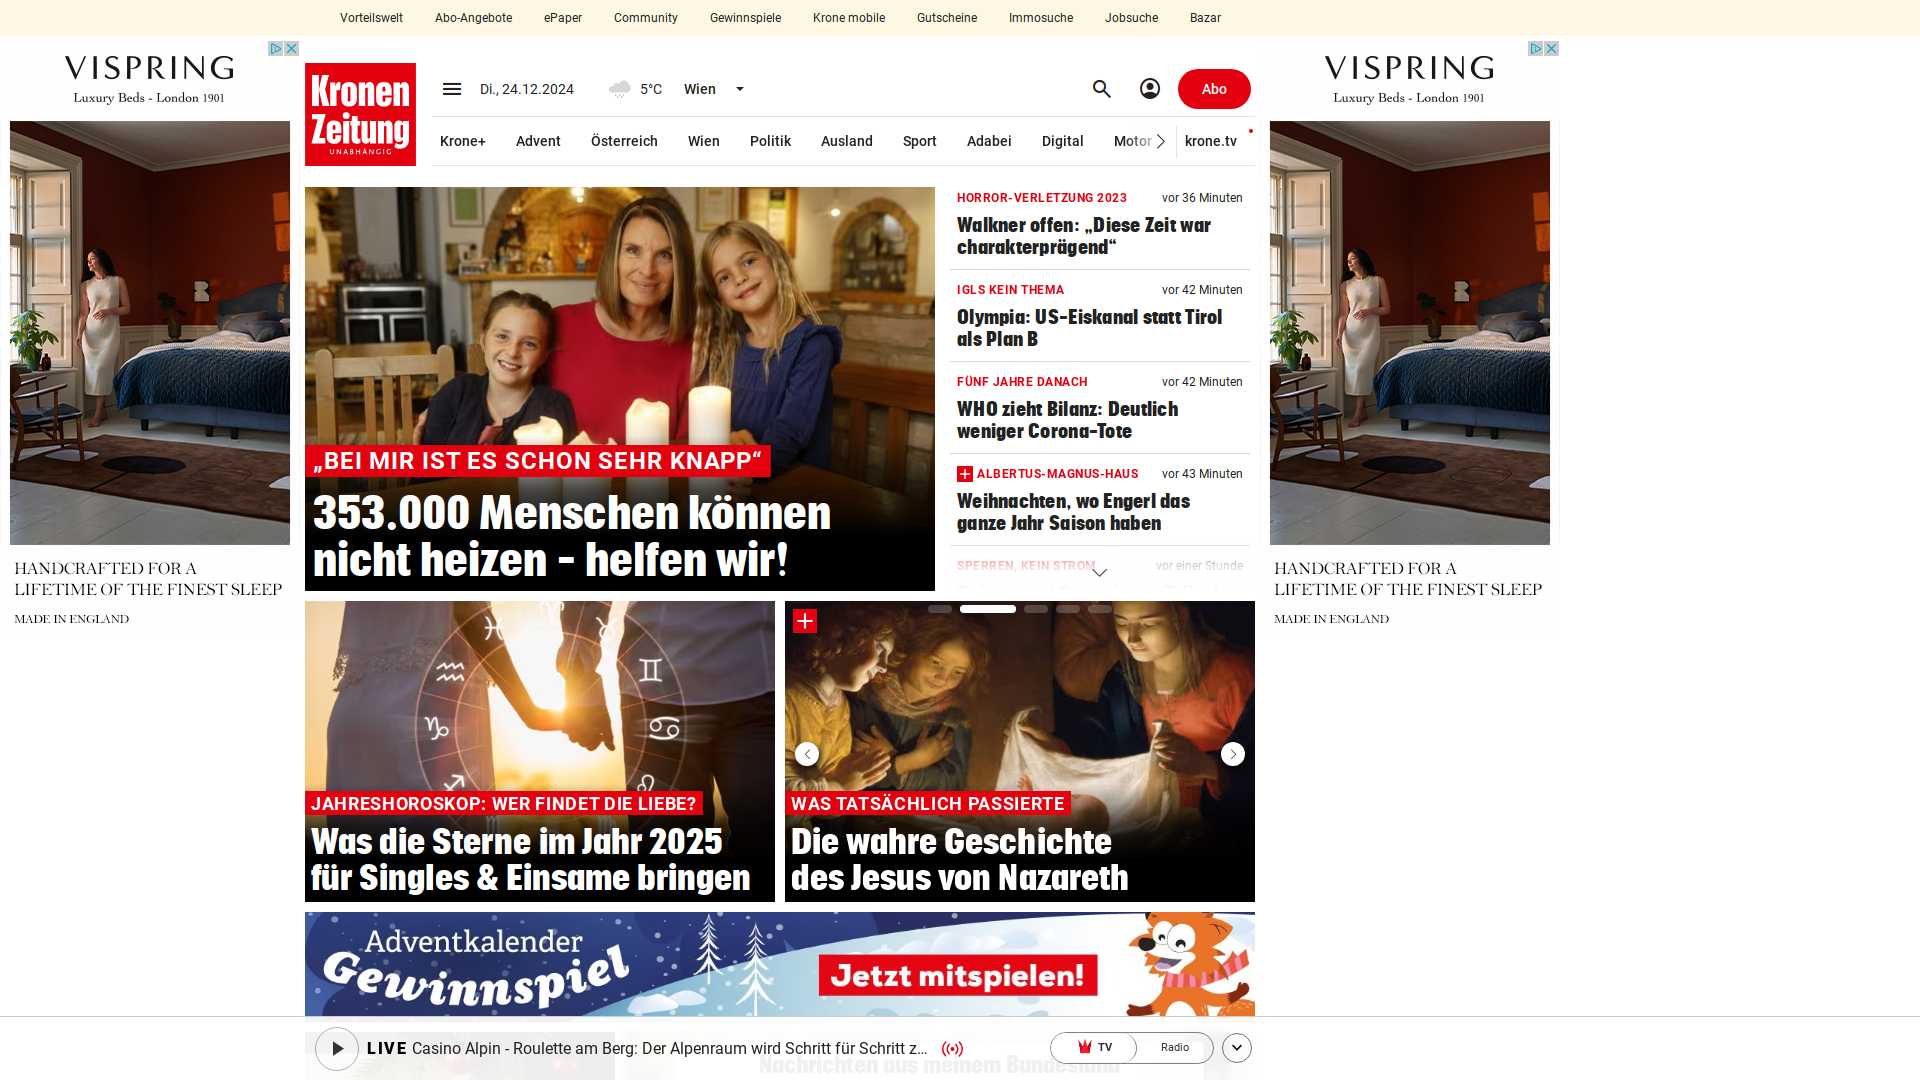 Vorteilswelt Abo-Angebote ePaper Community Gewinnspiele Krone mobile Gutscheine Immosuche Jobsuche Bazar
VISPRING
Luxury Beds - London 1901
HANDCRAFTED FOR A
LIFETIME OF THE FINEST SLEEP
MADE IN ENGLAND
Kronen
Zeitung
UNABHÄNGIG
Di., 24.12.2024 5°C Wien
Abo
Krone+ Advent Österreich Wien Politik Ausland Sport Adabei Digital Motor krone.tv
„BEI MIR IST ES SCHON SEHR KNAPP“
353.000 Menschen können
nicht heizen – helfen wir!
HORROR-VERLETZUNG 2023 vor 36 Minuten
Walkner offen: „Diese Zeit war
charakterprägend“
IGLS KEIN THEMA vor 42 Minuten
Olympia: US-Eiskanal statt Tirol
als Plan B
FÜNF JAHRE DANACH vor 42 Minuten
WHO zieht Bilanz: Deutlich
weniger Corona-Tote
ALBERTUS-MAGNUS-HAUS vor 43 Minuten
Weihnachten, wo Engerl das
ganze Jahr Saison haben
SPERREN, KEIN STROM vor einer Stunde
JAHRESHOROSKOP: WER FINDET DIE LIEBE?
Was die Sterne im Jahr 2025
für Singles & Einsame bringen
WAS TATSÄCHLICH PASSIERTE
Die wahre Geschichte
des Jesus von Nazareth
Adventkalender
Gewinnspiel
Jetzt mitspielen!
LIVE Casino Alpin - Roulette am Berg: Der Alpenraum wird Schritt für Schritt z...
TV Radio
Nachrichten aus meinem Bundesland
VISPRING
Luxury Beds - London 1901
HANDCRAFTED FOR A
LIFETIME OF THE FINEST SLEEP
MADE IN ENGLAND